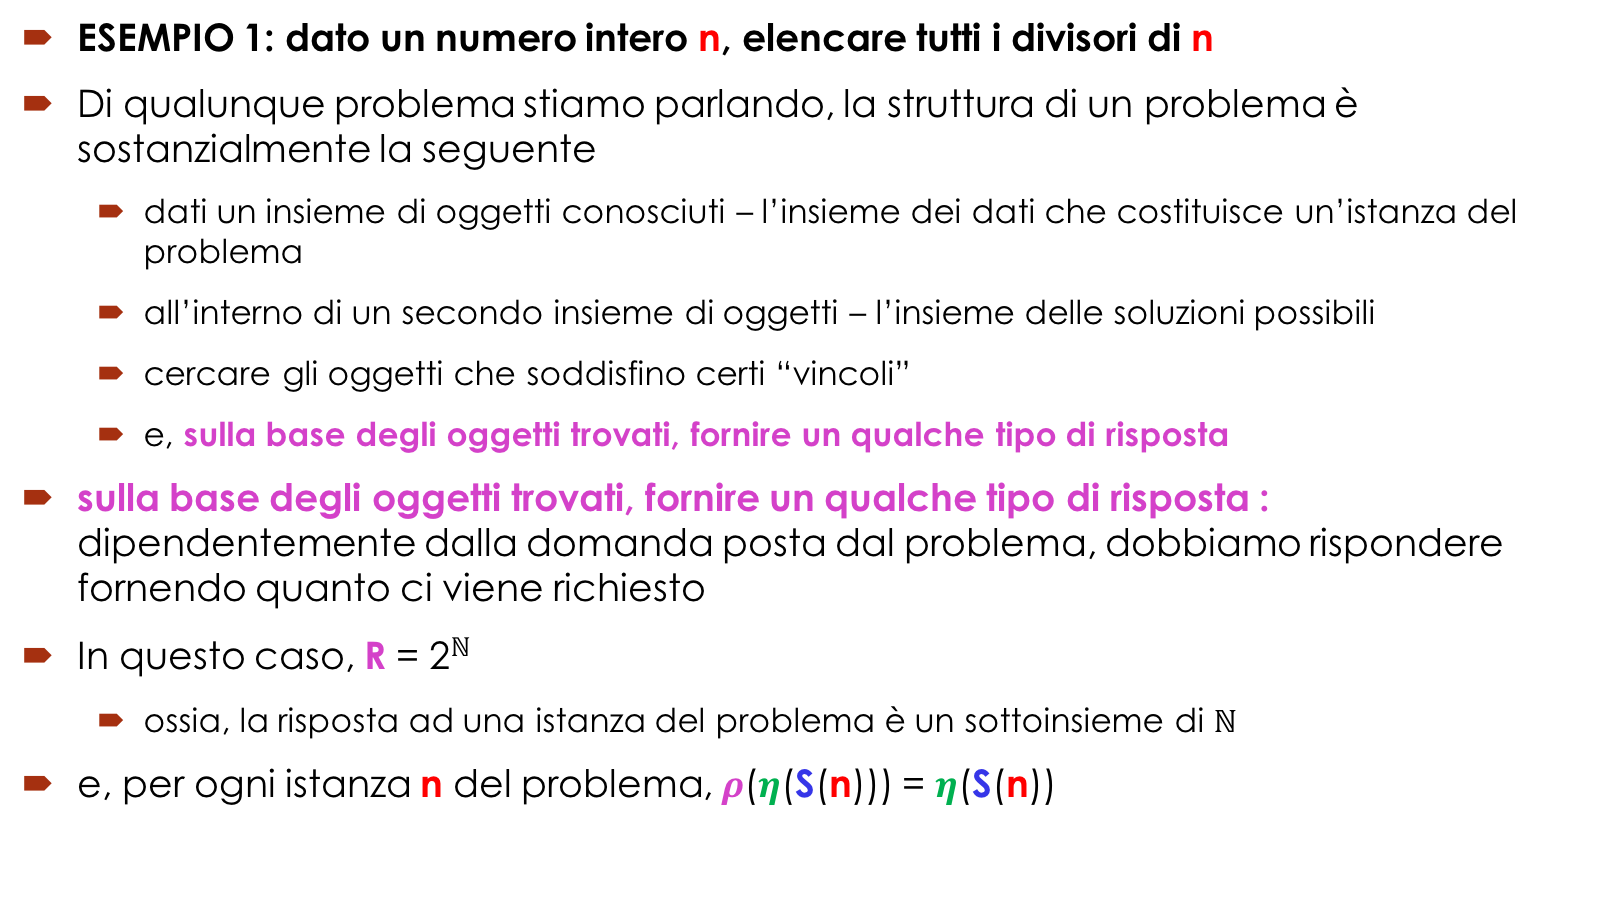 ESEMPIO 1: dato un numero intero n, elencare tutti i divisori di n
Di qualunque problema stiamo parlando, la struttura di un problema è
sostanzialmente la seguente
dati un insieme di oggetti conosciuti – l’insieme dei dati che costituisce un’istanza del
problema
all’interno di un secondo insieme di oggetti – l’insieme delle soluzioni possibili
cercare gli oggetti che soddisfino certi “vincoli”
e, sulla base degli oggetti trovati, fornire un qualche tipo di risposta
sulla base degli oggetti trovati, fornire un qualche tipo di risposta :
dipendentemente dalla domanda posta dal problema, dobbiamo rispondere
fornendo quanto ci viene richiesto
In questo caso, R = 2^ℕ
ossia, la risposta ad una istanza del problema è un sottoinsieme di ℕ
e, per ogni istanza n del problema, ρ(η(S(n))) = η(S(n))